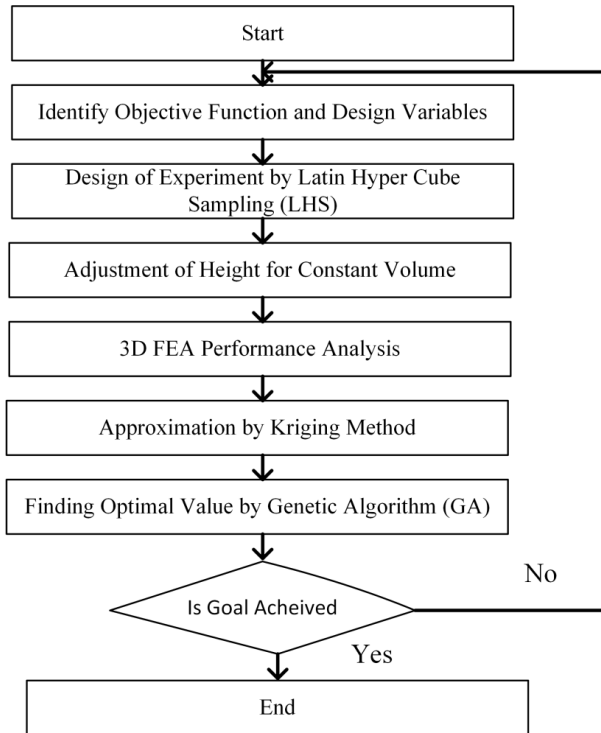 Start
Identify Objective Function and Design Variables
Design of Experiment by Latin Hyper Cube
Sampling (LHS)
Adjustment of Height for Constant Volume
3D FEA Performance Analysis
Approximation by Kriging Method
Finding Optimal Value by Genetic Algorithm (GA)
Is Goal Acheived
No
Yes
End